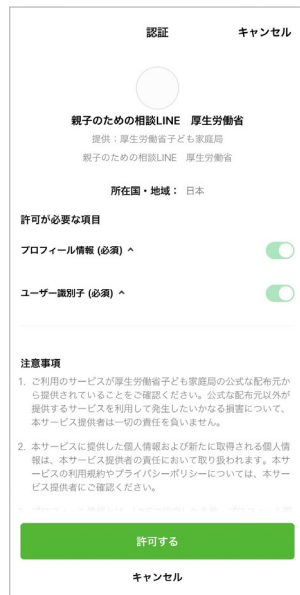 認証
キャンセル
親子のための相談LINE　厚生労働省
提供：厚生労働省子ども家庭局
親子のための相談LINE　厚生労働省
所在国・地域： 日本
許可が必要な項目
プロフィール情報 (必須) ^
ユーザー識別子 (必須) ^
注意事項
1. ご利用のサービスが厚生労働省子ども家庭局の公式な配布元か
ら提供されていることをご確認ください。公式な配布元以外が
提供するサービスを利用して発生したいかなる損害について、
本サービス提供者は一切の責任を負いません。
2. 本サービスに提供した個人情報および新たに取得される個人情
報は、本サービス提供者の責任において取り扱われます。本サ
ービスの利用規約やプライバシーポリシーについては、本サー
ビス提供者にご確認ください。
許可する
キャンセル